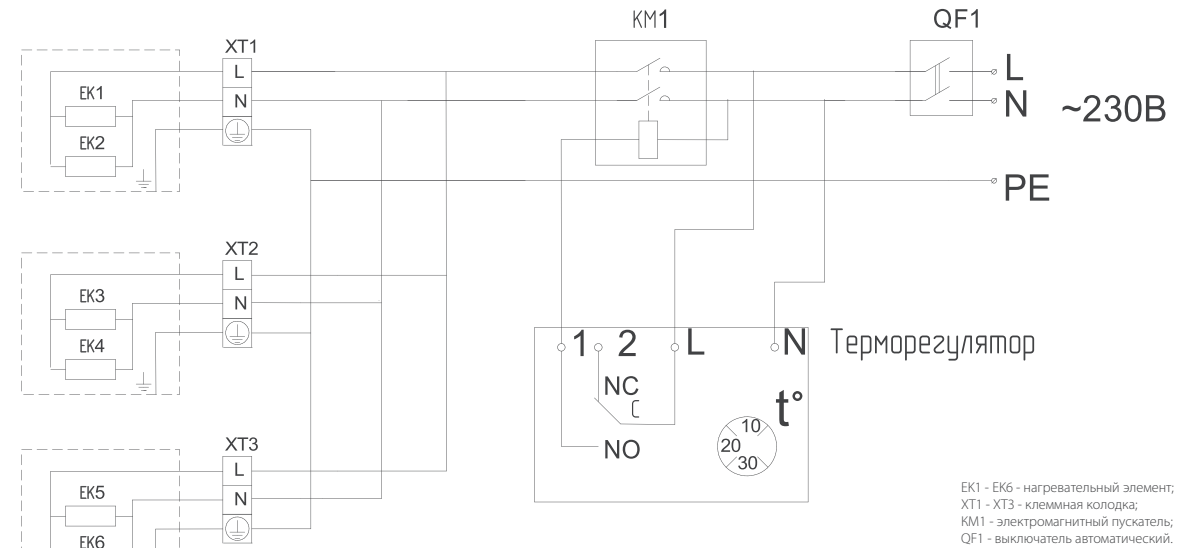 KM1
QF1
XT1
L
EK1
N
EK2
L
N
~230В
PE
XT2
L
EK3
N
EK4
1 2 L N Терморегулятор
NC
C
t°
10
20
30
NO
XT3
L
EK5
N
EK6
EK1 - EK6 - нагревательный элемент;
XT1 - XT3 - клеммная колодка;
KM1 - электромагнитный пускатель;
QF1 - выключатель автоматический.